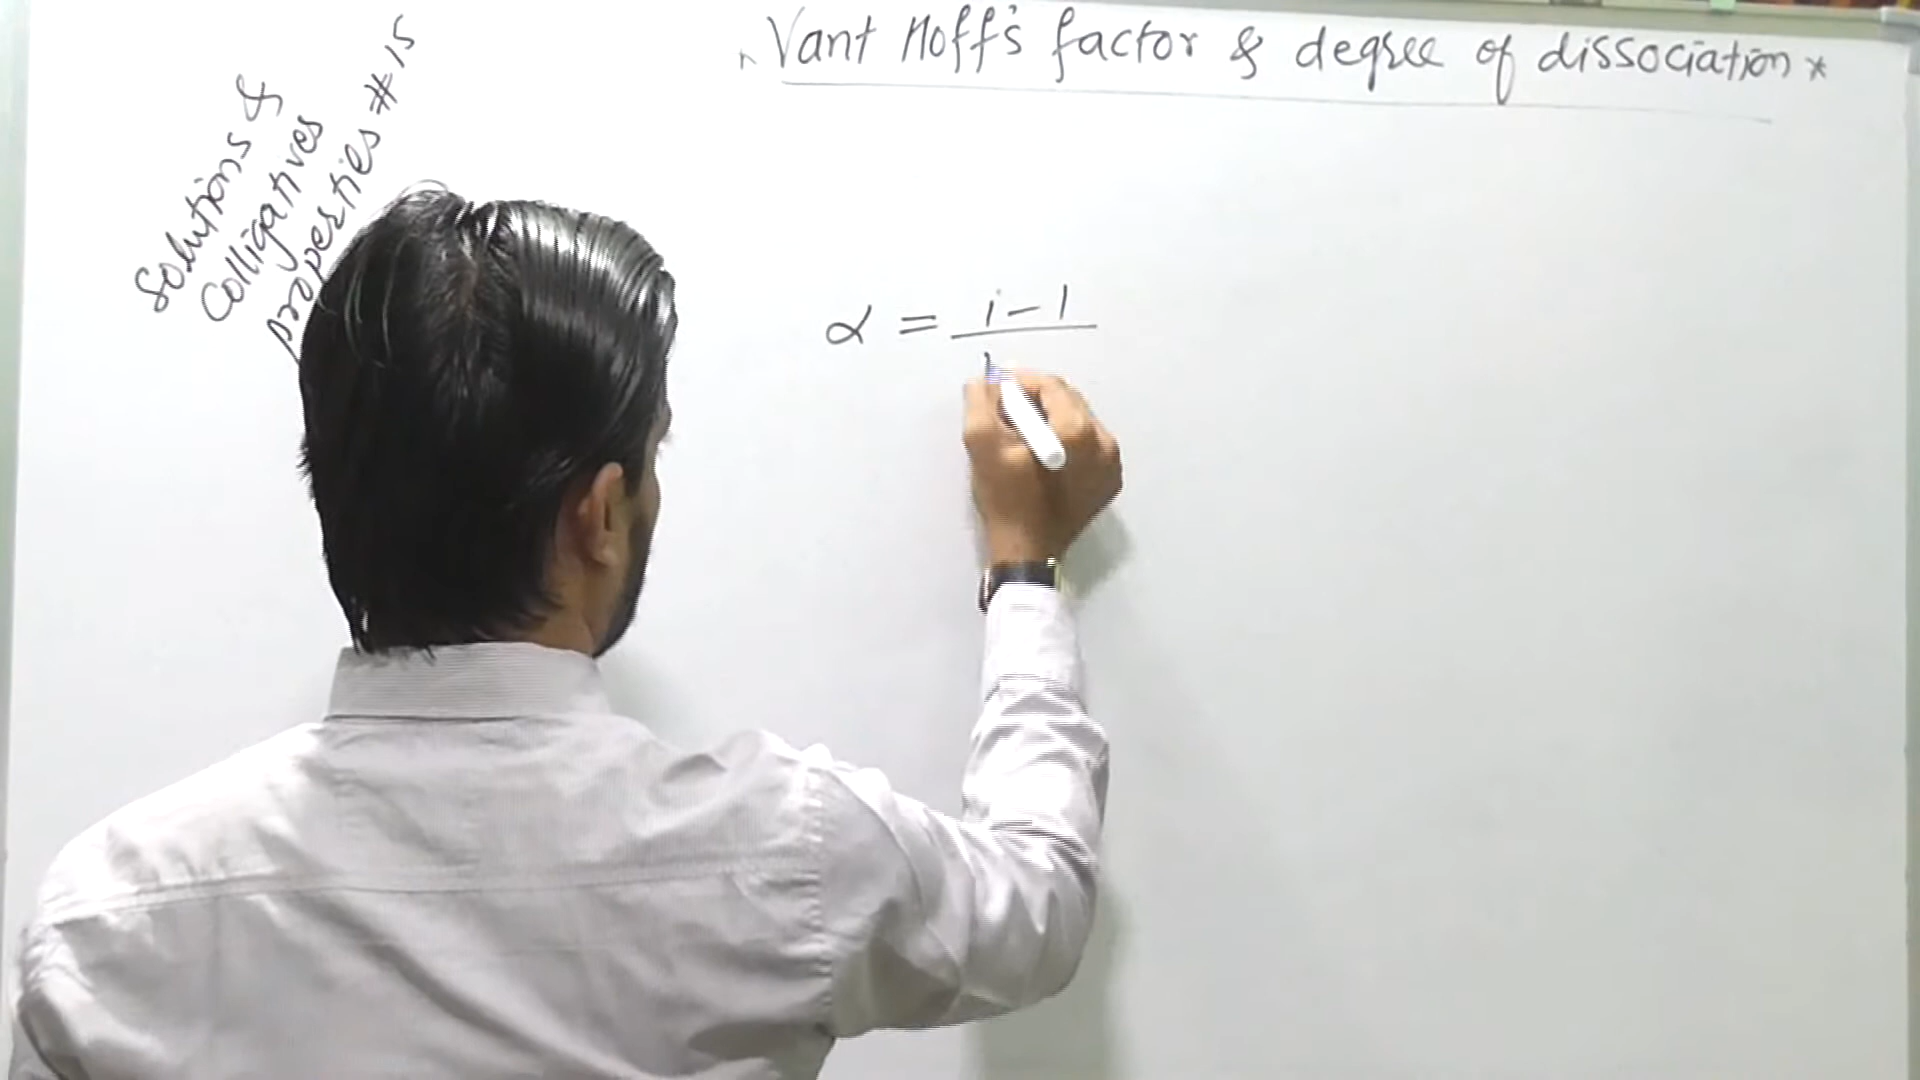 Vant Hoff's factor & degree of dissociation *
Solutions &
Colligatives
properties # 15
α = i - 1